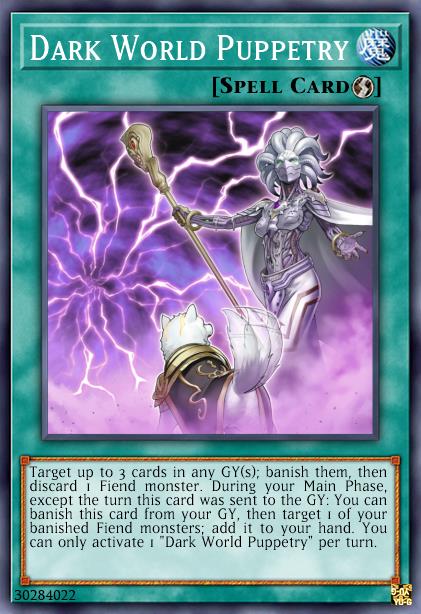 Dark World Puppetry
[Spell Card]
Target up to 3 cards in any GY(s); banish them, then
discard 1 Fiend monster. During your Main Phase,
except the turn this card was sent to the GY: You can
banish this card from your GY, then target 1 of your
banished Fiend monsters; add it to your hand. You
can only activate 1 "Dark World Puppetry" per turn.
30284022